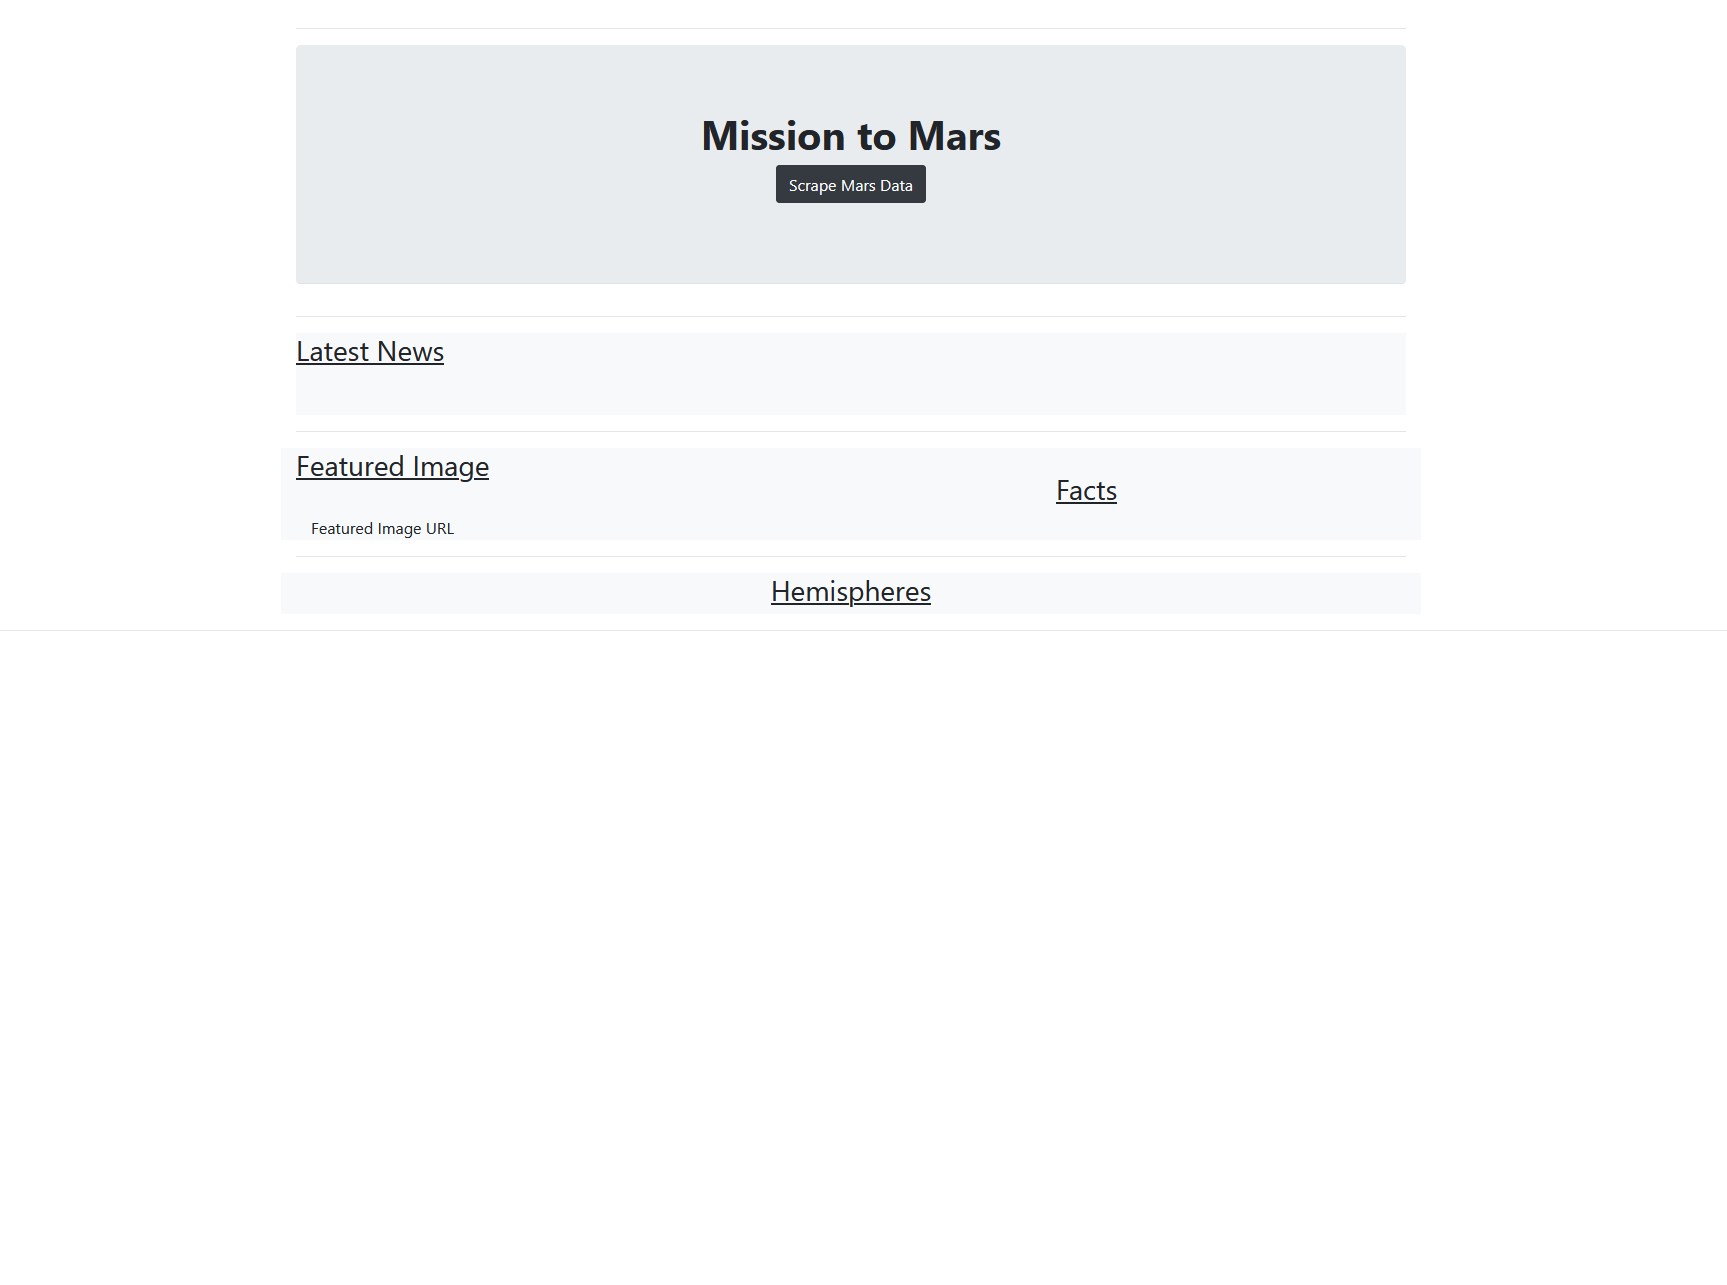 Mission to Mars
Scrape Mars Data
Latest News
Featured Image
Facts
Featured Image URL
Hemispheres